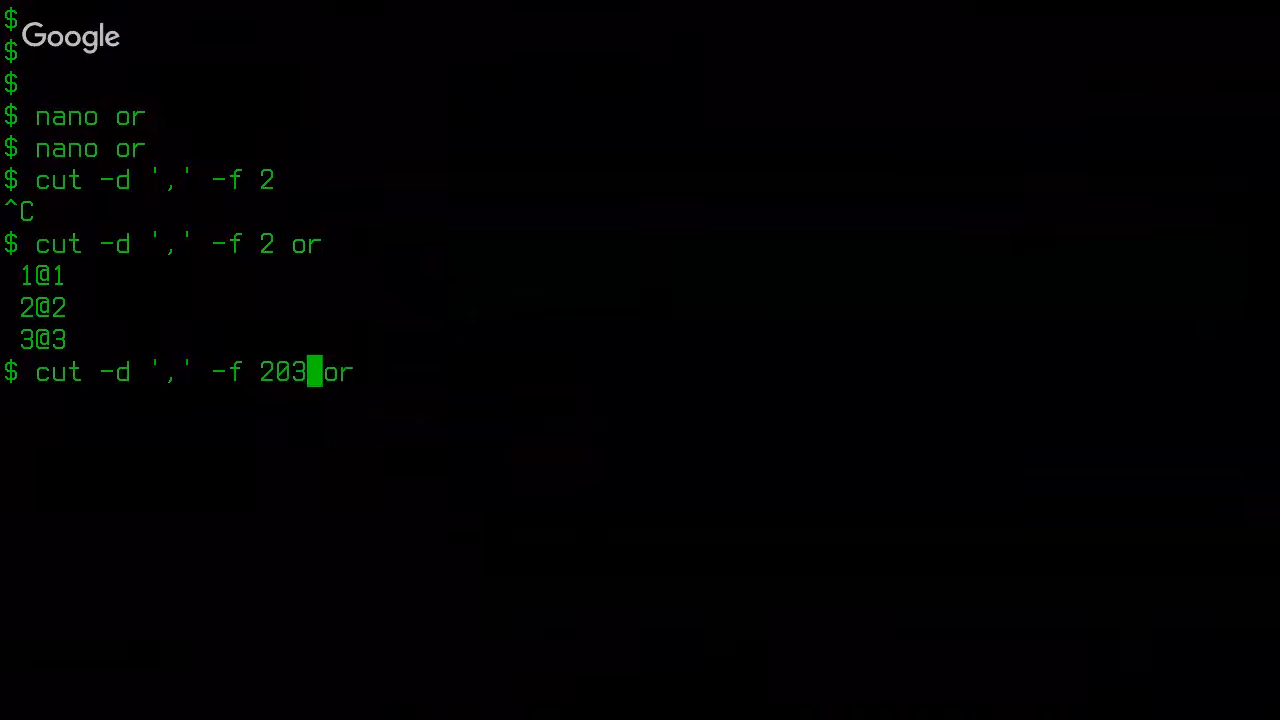 $
Google
$
$
$ nano or
$ nano or
$ cut -d ',' -f 2
^C
$ cut -d ',' -f 2 or
1@1
2@2
3@3
$ cut -d ',' -f 203 or